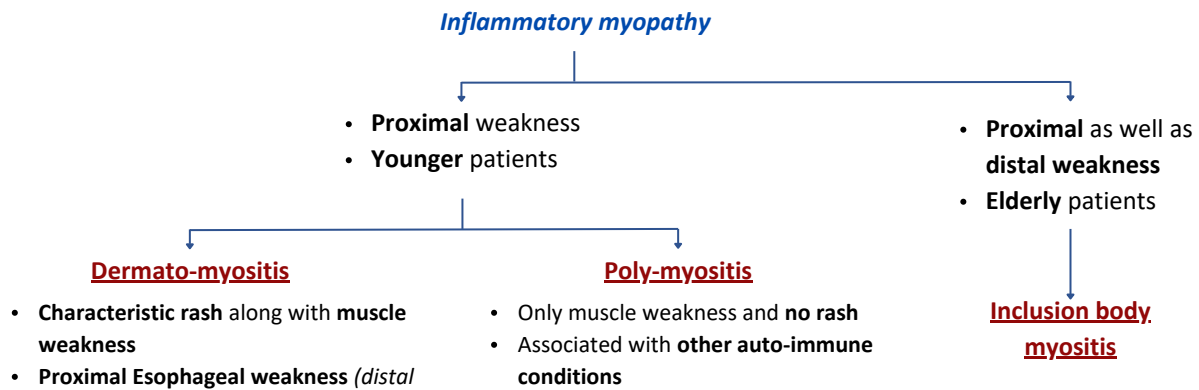 Inflammatory myopathy
• Proximal weakness
• Younger patients
• Proximal as well as
distal weakness
• Elderly patients
Dermato-myositis
• Characteristic rash along with muscle
weakness
• Proximal Esophageal weakness (distal
Poly-myositis
• Only muscle weakness and no rash
• Associated with other auto-immune
conditions
Inclusion body
myositis